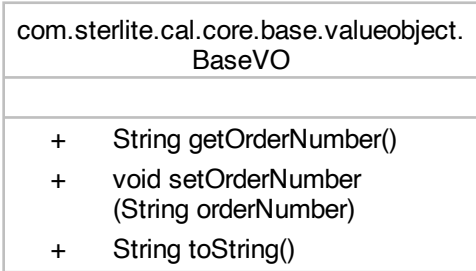 com.sterlite.cal.core.base.valueobject.
BaseVO
+ String getOrderNumber()
+ void setOrderNumber
(String orderNumber)
+ String toString()